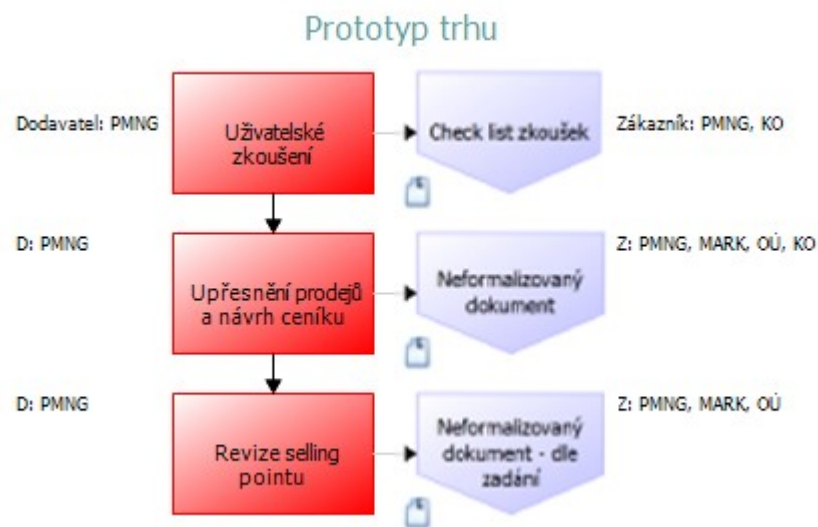 Prototyp trhu
Dodavatel: PMNG
Uživatelské
zkoušení
Check list zkoušek
Zákazník: PMNG, KO
D: PMNG
Upřesnění prodejů
a návrh ceníku
Neformalizovaný
dokument
Z: PMNG, MARK, OÚ, KO
D: PMNG
Revize selling
pointu
Neformalizovaný
dokument - dle
zadání
Z: PMNG, MARK, OÚ